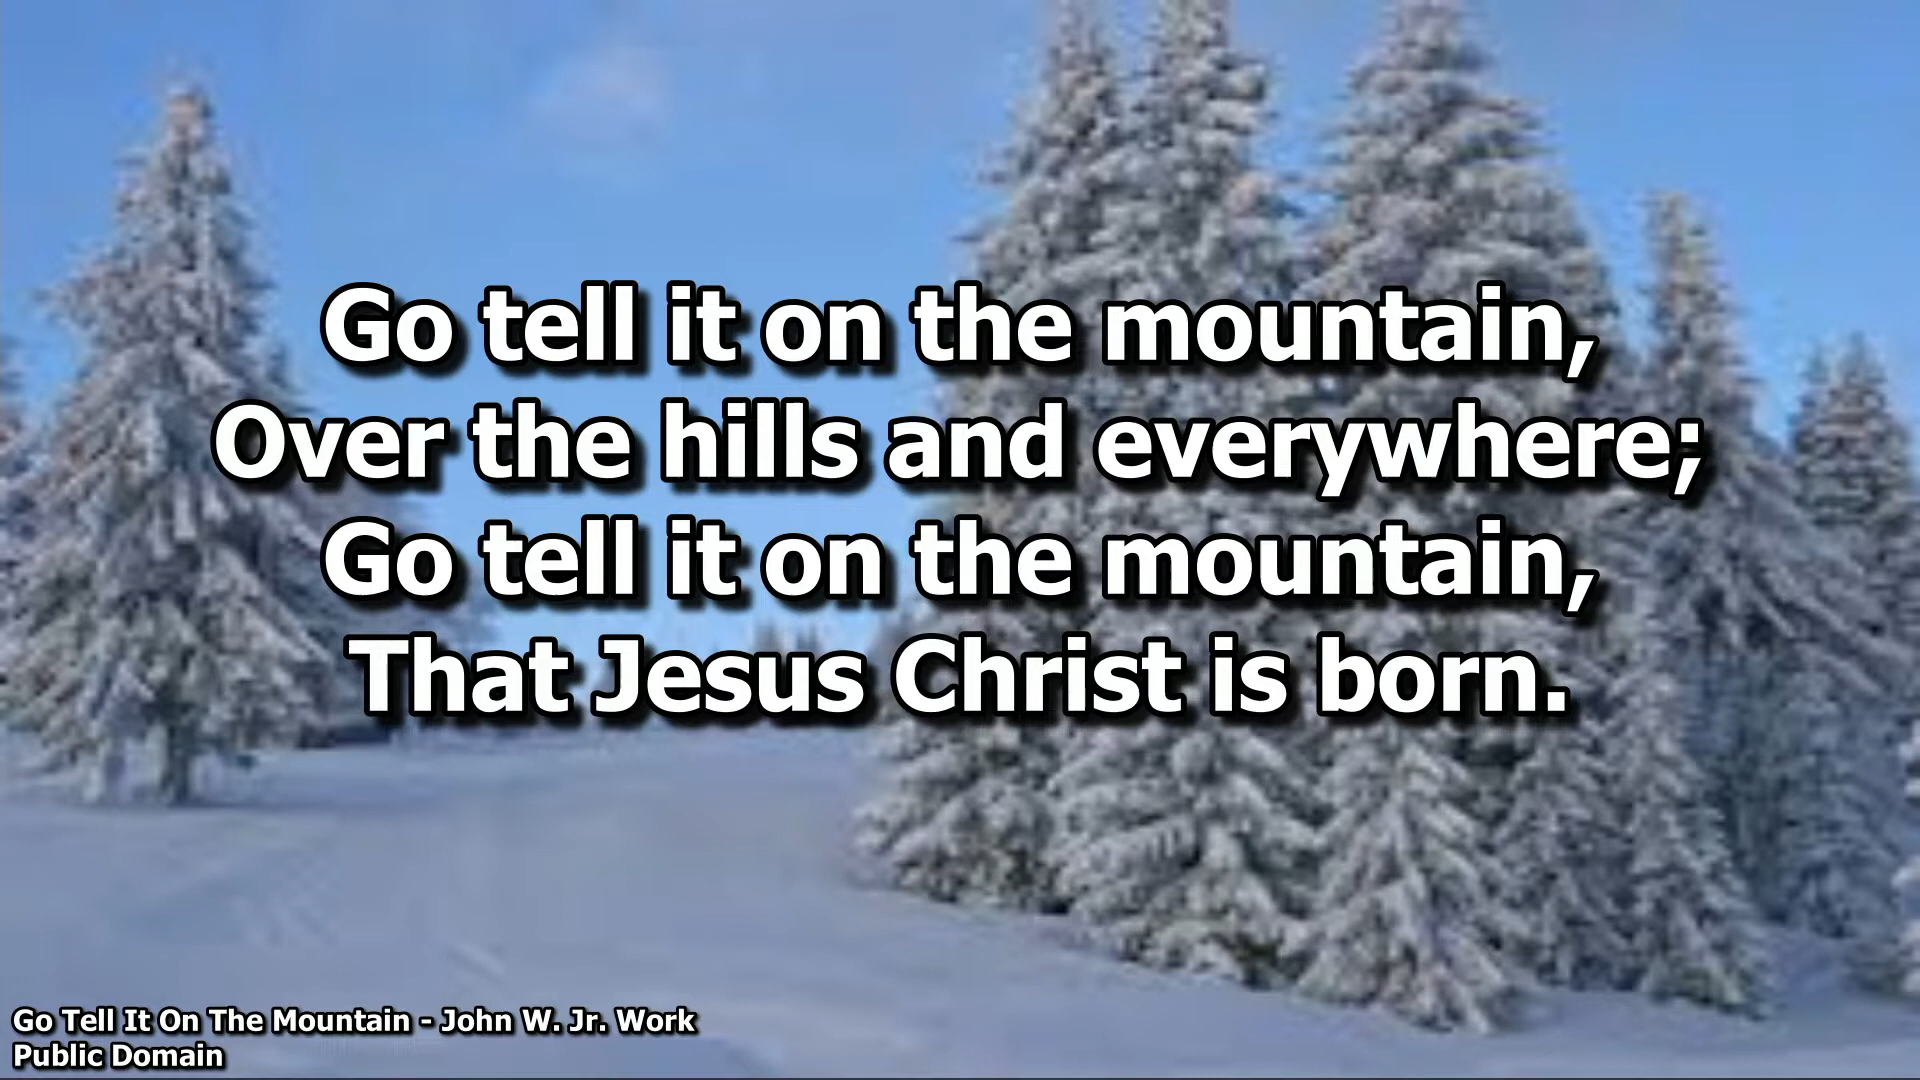 Go tell it on the mountain,
Over the hills and everywhere;
Go tell it on the mountain,
That Jesus Christ is born.
Go Tell It On The Mountain - John W. Jr. Work
Public Domain